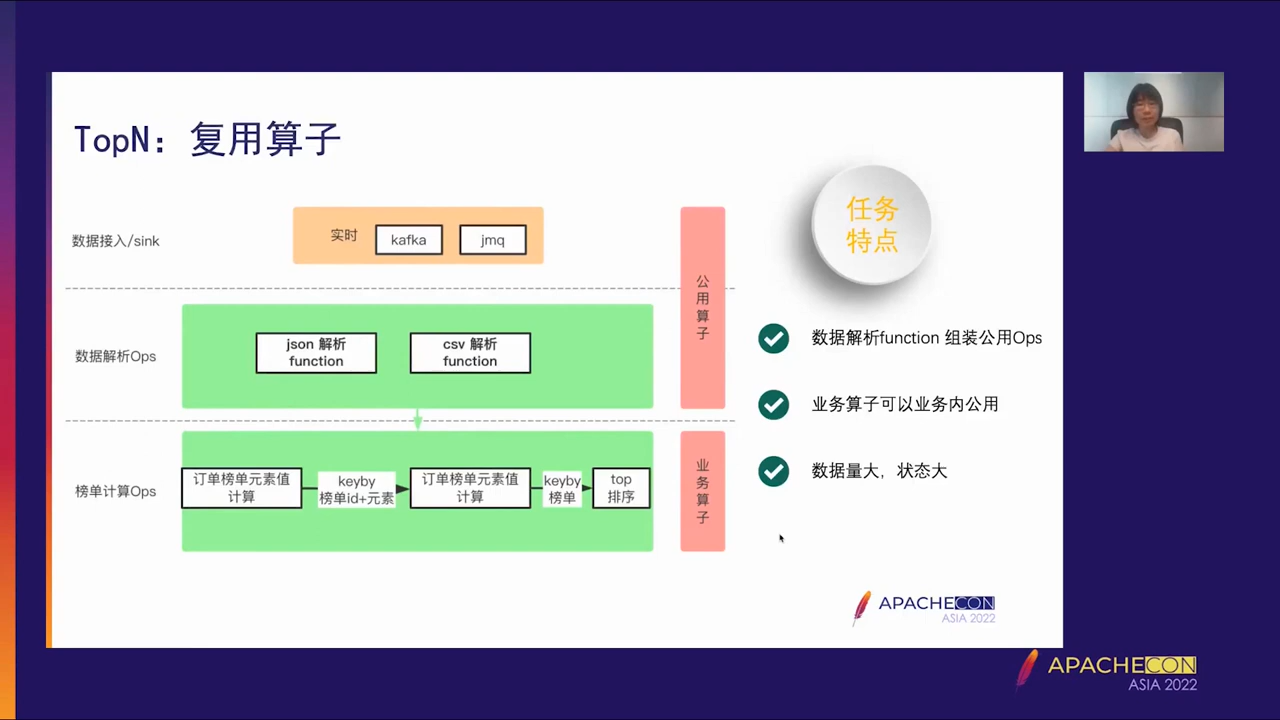 TopN：复用算子
任务
特点
数据接入/sink
实时
kafka
jmq
公
用
算
子
数据解析Ops
json 解析
function
csv 解析
function
榜单计算Ops
订单榜单元素值
计算
keyby
榜单id+元素
订单榜单元素值
计算
keyby
榜单
top
排序
业
务
算
子
数据解析function 组装公用Ops
业务算子可以业务内公用
数据量大，状态大
APACHECON
ASIA 2022
APACHECON
ASIA 2022